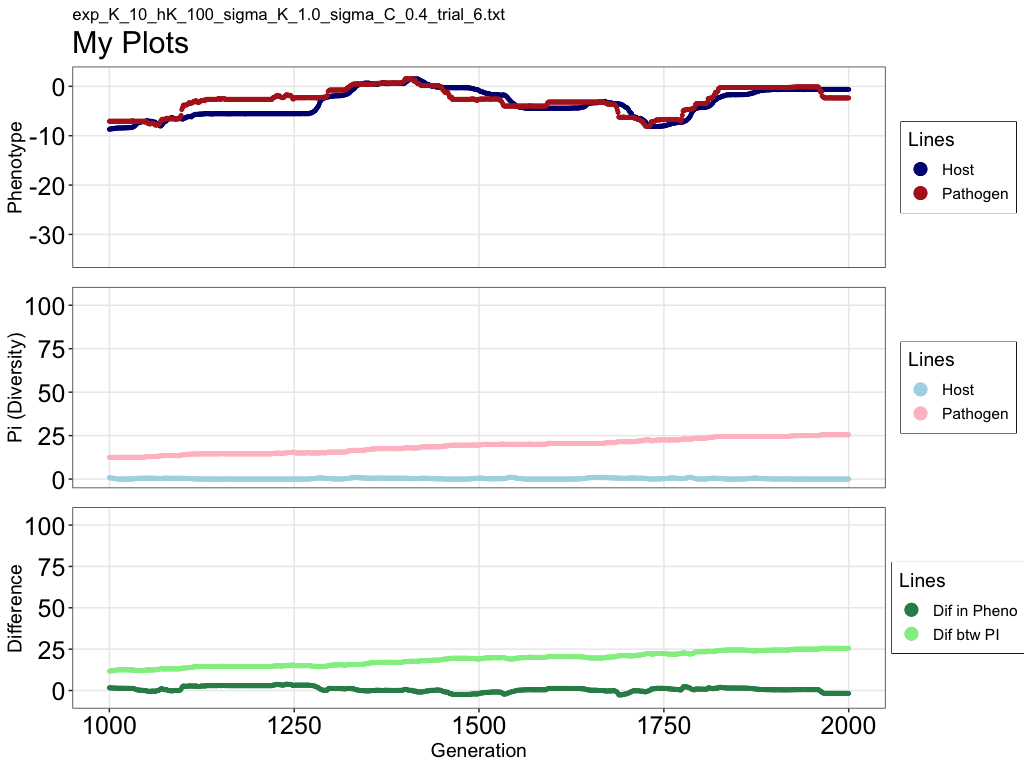 exp_K_10_hK_100_sigma_K_1.0_sigma_C_0.4_trial_6.txt
My Plots
Phenotype
0
-10
-20
-30
Lines
Host
Pathogen
Pi (Diversity)
100
75
50
25
0
Lines
Host
Pathogen
Difference
100
75
50
25
0
Lines
Dif in Pheno
Dif btw PI
1000 1250 1500 1750 2000
Generation